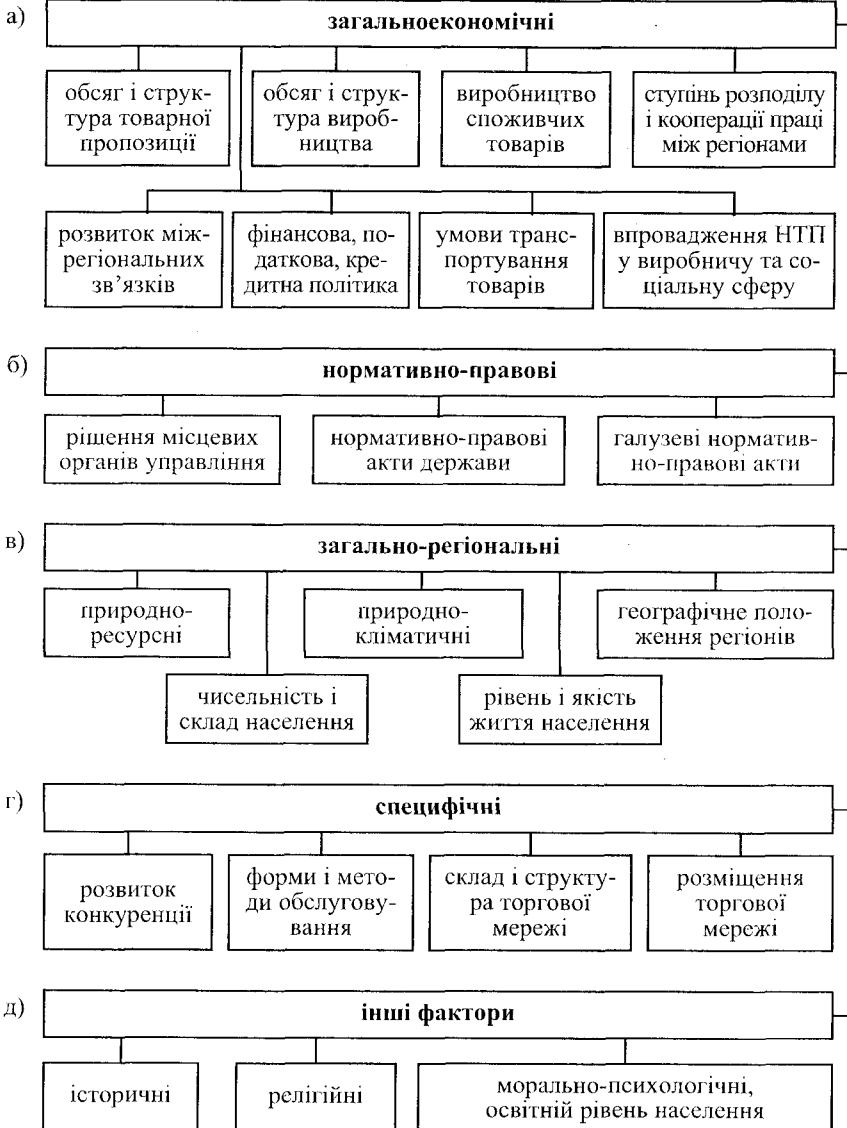 а)
загальноекономічні
обсяг і струк-
тура товарної
пропозиції
обсяг і струк-
тура вироб-
ництва
виробництво
споживчих
товарів
ступінь розподілу
і кооперації праці
між регіонами
розвиток між-
регіональних
зв’язків
фінансова, по-
даткова, кре-
дитна політика
умови транс-
портування
товарів
впровадження НТП
у виробничу та со-
ціальну сферу
б)
нормативно-правові
рішення місцевих
органів управління
нормативно-правові
акти держави
галузеві норматив-
но-правові акти
в)
загально-регіональні
природно-
ресурсні
природно-
кліматичні
географічне поло-
ження регіонів
чисельність і
склад населення
рівень і якість
життя населення
г)
специфічні
розвиток
конкуренції
форми і мето-
ди обслугову-
вання
склад і структу-
ра торгової
мережі
розміщення
торгової
мережі
д)
інші фактори
історичні
релігійні
морально-психологічні,
освітній рівень населення